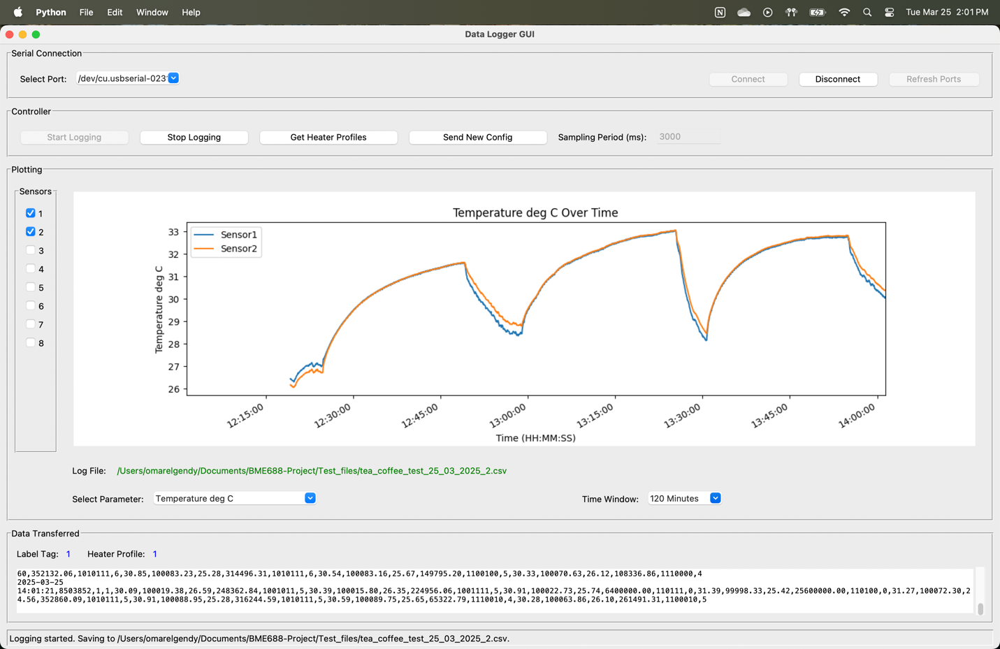 Python File Edit Window Help Tue Mar 25 2:01 PM
Data Logger GUI
Serial Connection
Select Port: /dev/cu.usbserial-023 Connect Disconnect Refresh Ports
Controller
Start Logging Stop Logging Get Heater Profiles Send New Config Sampling Period (ms): 3000
Plotting
Sensors
1
2
3
4
5
6
7
8
Temperature deg C Over Time
Sensor1
Sensor2
33
32
31
30
29
28
27
26
Temperature deg C
12:15:00 12:30:00 12:45:00 13:00:00 13:15:00 13:30:00 13:45:00 14:00:00
Time (HH:MM:SS)
Log File: /Users/omarelgendy/Documents/BME688-Project/Test_files/tea_coffee_test_25_03_2025_2.csv
Select Parameter: Temperature deg C Time Window: 120 Minutes
Data Transferred
Label Tag: 1 Heater Profile: 1
60,352132.06,1010111,6,30.85,100083.23,25.28,314496.31,1010111,6,30.54,100083.16,25.67,149795.20,1100100,5,30.33,100070.63,26.12,108336.86,1110000,4
2025-03-25
14:01:21,8503852,1,1,30.09,100019.38,26.59,248362.84,1001011,5,30.39,100015.80,26.35,224956.06,1001111,5,30.91,100022.73,25.74,6400000.00,110111,0,31.39,99998.33,25.42,25600000.00,110100,0,31.27,100072.30,2
4.56,352860.09,1010111,5,30.91,100088.95,25.28,316244.59,1010111,5,30.59,100089.75,25.65,65322.79,1110010,4,30.28,100063.86,26.10,261491.31,1100010,5
Logging started. Saving to /Users/omarelgendy/Documents/BME688-Project/Test_files/tea_coffee_test_25_03_2025_2.csv.